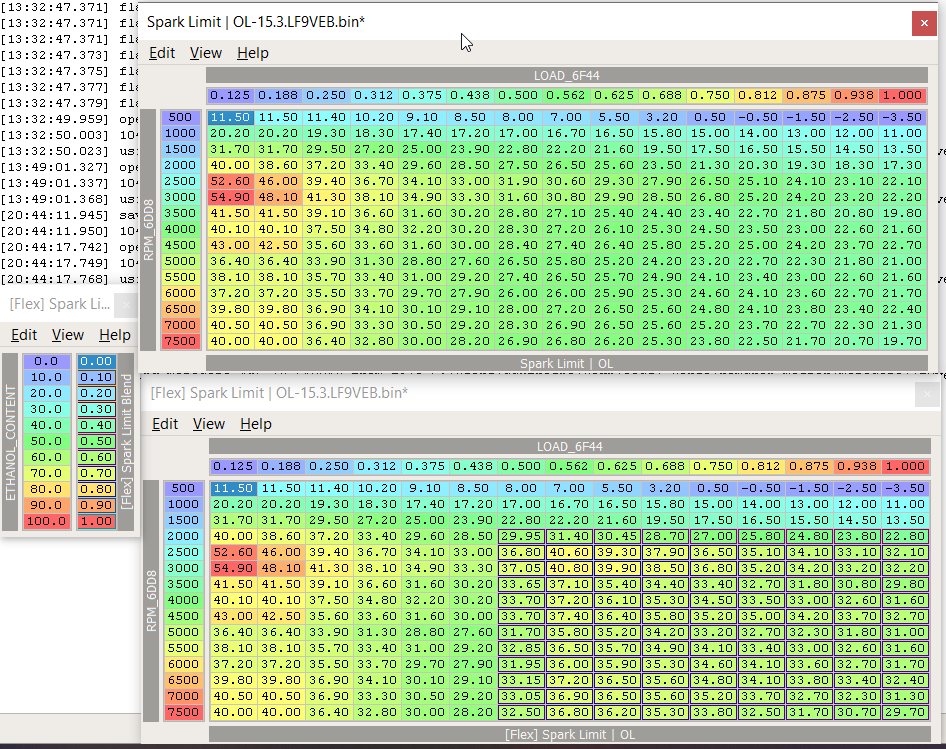 [13:32:47.371] fla
[13:32:47.371] fla
[13:32:47.371] fla
[13:32:47.373] fla
[13:32:47.375] fla
[13:32:47.377] fla
[13:32:47.379] fla
[13:32:49.959] ope
[13:32:50.003] 104
[13:32:50.023] usi
[13:49:01.327] ope
[13:49:01.337] 104
[13:49:01.368] usi
[20:44:11.945] sav
[20:44:11.950] 104
[20:44:17.742] ope
[20:44:17.749] 104
[20:44:17.768] usi
Spark Limit | OL-15.3.LF9VEB.bin*
Edit View Help
LOAD_6F44
0.125 0.188 0.250 0.312 0.375 0.438 0.500 0.562 0.625 0.688 0.750 0.812 0.875 0.938 1.000
RPM_6DD8
500 11.50 11.50 11.40 10.20 9.10 8.50 8.00 7.00 5.50 3.20 0.50 -0.50 -1.50 -2.50 -3.50
1000 20.20 20.20 19.30 18.30 17.40 17.20 17.00 16.70 16.50 15.80 15.00 14.00 13.00 12.00 11.00
1500 31.70 31.70 29.50 27.20 25.00 23.90 22.80 22.20 21.60 19.50 17.50 16.50 15.50 14.50 13.50
2000 40.00 38.60 37.20 33.40 29.60 28.50 27.50 26.50 25.60 23.50 21.30 20.30 19.30 18.30 17.30
2500 52.60 46.00 39.40 36.70 34.10 33.00 31.90 30.60 29.30 27.90 26.50 25.10 24.10 23.10 22.10
3000 54.90 48.10 41.30 38.10 34.90 33.30 31.60 30.80 29.90 28.50 26.80 25.20 24.20 23.20 22.20
3500 41.50 41.50 39.10 36.60 31.60 30.20 28.80 27.10 25.40 24.40 23.40 22.70 21.80 20.80 19.80
4000 40.10 40.10 37.50 34.80 32.20 30.20 28.30 27.20 26.10 25.30 24.50 23.50 23.00 22.60 21.60
4500 43.00 42.50 35.60 33.60 31.60 30.00 28.40 27.40 26.40 25.80 25.20 25.00 24.20 23.70 22.70
5000 36.40 36.40 33.90 31.30 28.80 27.60 26.50 25.80 25.20 24.20 23.20 22.70 22.30 21.80 21.00
5500 38.10 38.10 35.70 33.40 31.00 29.20 27.40 26.50 25.70 24.90 24.10 23.40 23.00 22.60 21.60
6000 37.20 37.20 35.50 33.70 29.70 27.90 26.00 26.00 25.90 25.30 24.60 24.10 23.60 22.70 21.70
6500 39.80 39.80 36.90 34.10 30.10 29.10 28.00 27.20 26.50 25.60 24.80 24.10 23.80 23.40 22.40
7000 40.50 40.50 36.90 33.30 30.50 29.20 28.00 26.90 26.50 25.60 25.20 23.70 22.70 22.30 21.30
7500 40.00 40.00 36.40 32.80 30.00 28.20 26.90 26.80 26.20 25.30 23.80 22.50 21.70 20.70 19.70
Spark Limit | OL
[Flex] Spark Li...
Edit View Help
ETHANOL_CONTENT
0.0 0.00
10.0 0.10
20.0 0.20
30.0 0.30
40.0 0.40
50.0 0.50
60.0 0.60
70.0 0.70
80.0 0.80
90.0 0.90
100.0 1.00
[Flex] Spark Limit Blend
[Flex] Spark Limit | OL-15.3.LF9VEB.bin*
Edit View Help
LOAD_6F44
0.125 0.188 0.250 0.312 0.375 0.438 0.500 0.562 0.625 0.688 0.750 0.812 0.875 0.938 1.000
RPM_6DD8
500 11.50 11.50 11.40 10.20 9.10 8.50 8.00 7.00 5.50 3.20 0.50 -0.50 -1.50 -2.50 -3.50
1000 20.20 20.20 19.30 18.30 17.40 17.20 17.00 16.70 16.50 15.80 15.00 14.00 13.00 12.00 11.00
1500 31.70 31.70 29.50 27.20 25.00 23.90 22.80 22.20 21.60 19.50 17.50 16.50 15.50 14.50 13.50
2000 40.00 38.60 37.20 33.40 29.60 28.50 29.95 31.40 30.45 28.70 27.00 25.80 24.80 23.80 22.80
2500 52.60 46.00 39.40 36.70 34.10 33.00 36.80 40.60 39.30 37.90 36.50 35.10 34.10 33.10 32.10
3000 54.90 48.10 41.30 38.10 34.90 33.30 37.05 40.80 39.90 38.50 36.80 35.20 34.20 33.20 32.20
3500 41.50 41.50 39.10 36.60 31.60 30.20 33.65 37.10 35.40 34.40 33.40 32.70 31.80 30.80 29.80
4000 40.10 40.10 37.50 34.80 32.20 30.20 33.70 37.20 36.10 35.30 34.50 33.50 33.00 32.60 31.60
4500 43.00 42.50 35.60 33.60 31.60 30.00 33.70 37.40 36.40 35.80 35.20 35.00 34.20 33.70 32.70
5000 36.40 36.40 33.90 31.30 28.80 27.60 31.70 35.80 35.20 34.20 33.20 32.70 32.30 31.80 31.00
5500 38.10 38.10 35.70 33.40 31.00 29.20 32.85 36.50 35.70 34.90 34.10 33.40 33.00 32.60 31.60
6000 37.20 37.20 35.50 33.70 29.70 27.90 31.95 36.00 35.90 35.30 34.60 34.10 33.60 32.70 31.70
6500 39.80 39.80 36.90 34.10 30.10 29.10 33.15 37.20 36.50 35.60 34.80 34.10 33.80 33.40 32.40
7000 40.50 40.50 36.90 33.30 30.50 29.20 33.05 36.90 36.50 35.60 35.20 33.70 32.70 32.30 31.30
7500 40.00 40.00 36.40 32.80 30.00 28.20 32.50 36.80 36.20 35.30 33.80 32.50 31.70 30.70 29.70
[Flex] Spark Limit | OL